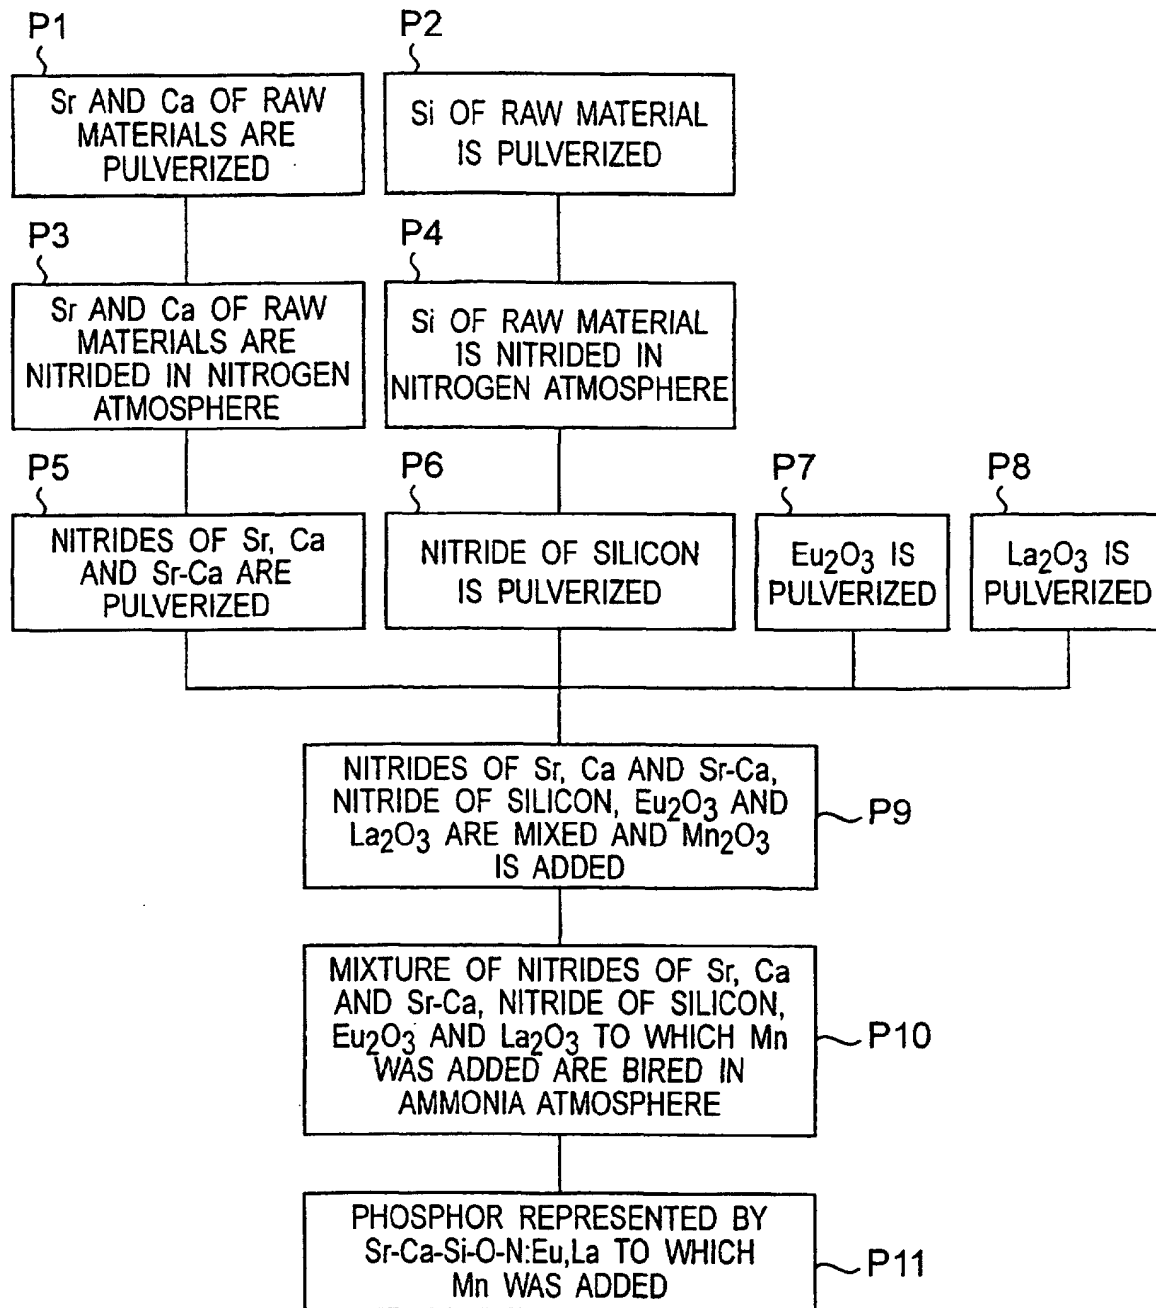 P1
Sr AND Ca OF RAW
MATERIALS ARE
PULVERIZED
P2
Si OF RAW MATERIAL
IS PULVERIZED
P3
Sr AND Ca OF RAW
MATERIALS ARE
NITRIDED IN NITROGEN
ATMOSPHERE
P4
Si OF RAW MATERIAL
IS NITRIDED IN
NITROGEN ATMOSPHERE
P5
NITRIDES OF Sr, Ca
AND Sr-Ca ARE
PULVERIZED
P6
NITRIDE OF SILICON
IS PULVERIZED
P7
Eu2O3 IS
PULVERIZED
P8
La2O3 IS
PULVERIZED
NITRIDES OF Sr, Ca AND Sr-Ca,
NITRIDE OF SILICON, Eu2O3 AND
La2O3 ARE MIXED AND Mn2O3
IS ADDED
P9
MIXTURE OF NITRIDES OF Sr, Ca
AND Sr-Ca, NITRIDE OF SILICON,
Eu2O3 AND La2O3 TO WHICH Mn
WAS ADDED ARE BIRED IN
AMMONIA ATMOSPHERE
P10
PHOSPHOR REPRESENTED BY
Sr-Ca-Si-O-N:Eu,La TO WHICH
Mn WAS ADDED
P11